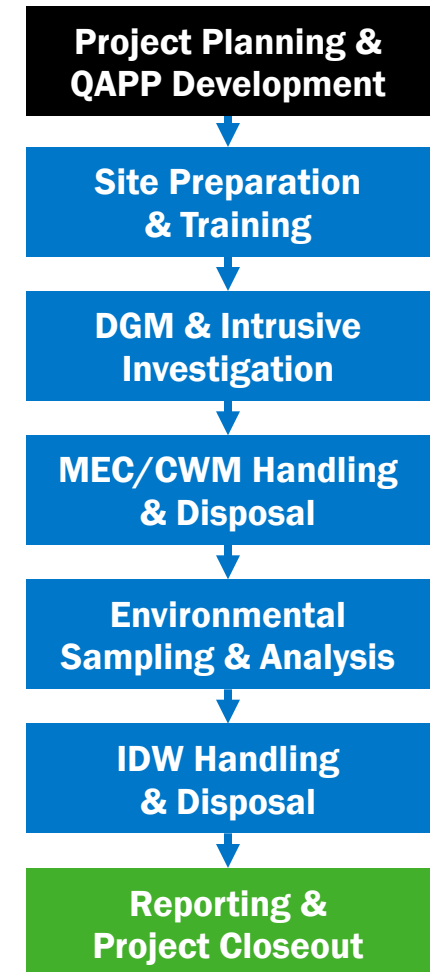 Project Planning &
QAPP Development
Site Preparation
& Training
DGM & Intrusive
Investigation
MEC/CWM Handling
& Disposal
Environmental
Sampling & Analysis
IDW Handling
& Disposal
Reporting &
Project Closeout